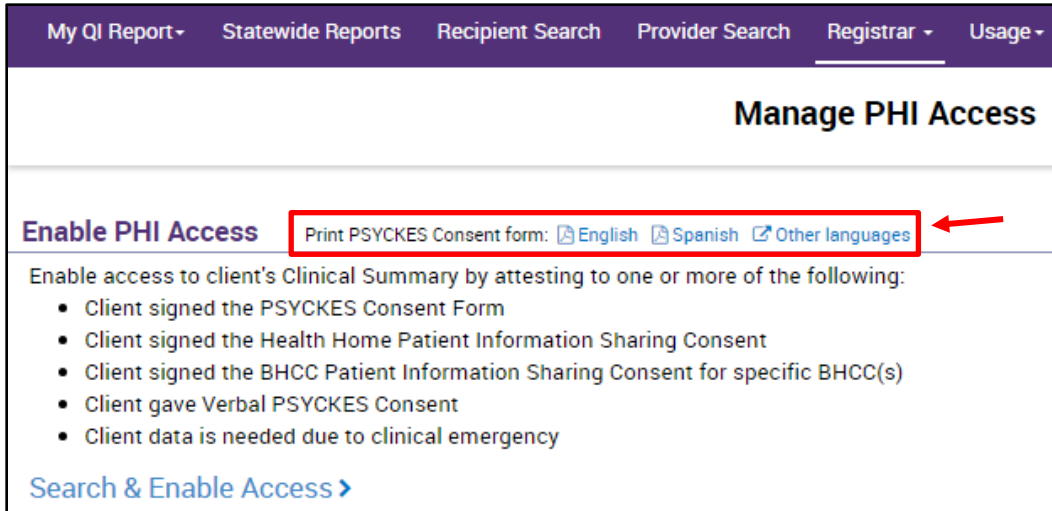 My QI Report Statewide Reports Recipient Search Provider Search Registrar Usage
Manage PHI Access
Enable PHI Access Print PSYCKES Consent form: English Spanish Other languages
Enable access to client's Clinical Summary by attesting to one or more of the following:
• Client signed the PSYCKES Consent Form
• Client signed the Health Home Patient Information Sharing Consent
• Client signed the BHCC Patient Information Sharing Consent for specific BHCC(s)
• Client gave Verbal PSYCKES Consent
• Client data is needed due to clinical emergency
Search & Enable Access >